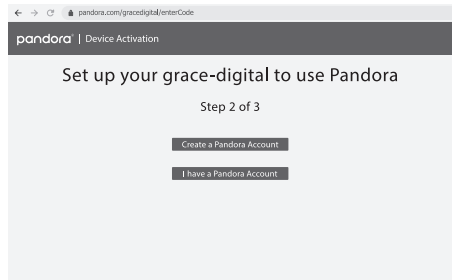 pandora.com/gracedigital/enterCode
pandora® | Device Activation
Set up your grace-digital to use Pandora
Step 2 of 3
Create a Pandora Account
I have a Pandora Account